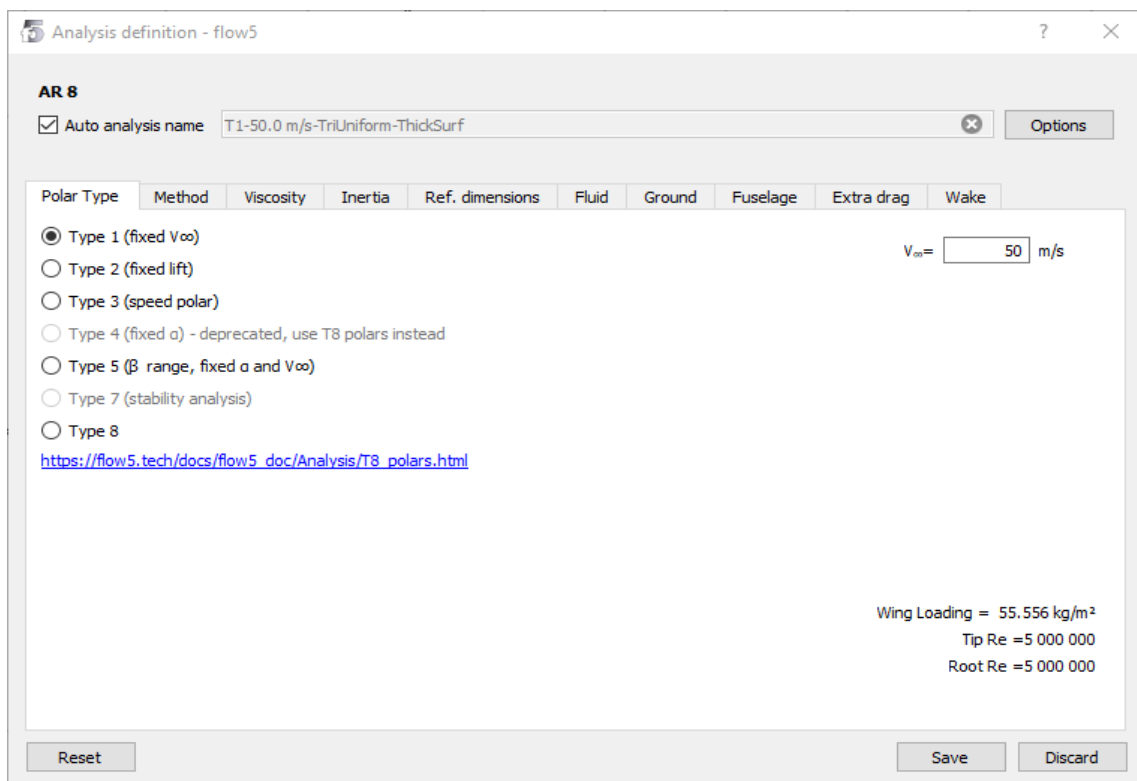 Analysis definition - flow5
?
AR 8
Auto analysis name T1-50.0 m/s-TriUniform-ThickSurf Options
Polar Type Method Viscosity Inertia Ref. dimensions Fluid Ground Fuselage Extra drag Wake
Type 1 (fixed V∞) V∞= 50 m/s
Type 2 (fixed lift)
Type 3 (speed polar)
Type 4 (fixed α) - deprecated, use T8 polars instead
Type 5 (β range, fixed α and V∞)
Type 7 (stability analysis)
Type 8
https://flow5.tech/docs/flow5_doc/Analysis/T8_polars.html
Wing Loading = 55.556 kg/m²
Tip Re =5 000 000
Root Re =5 000 000
Reset Save Discard